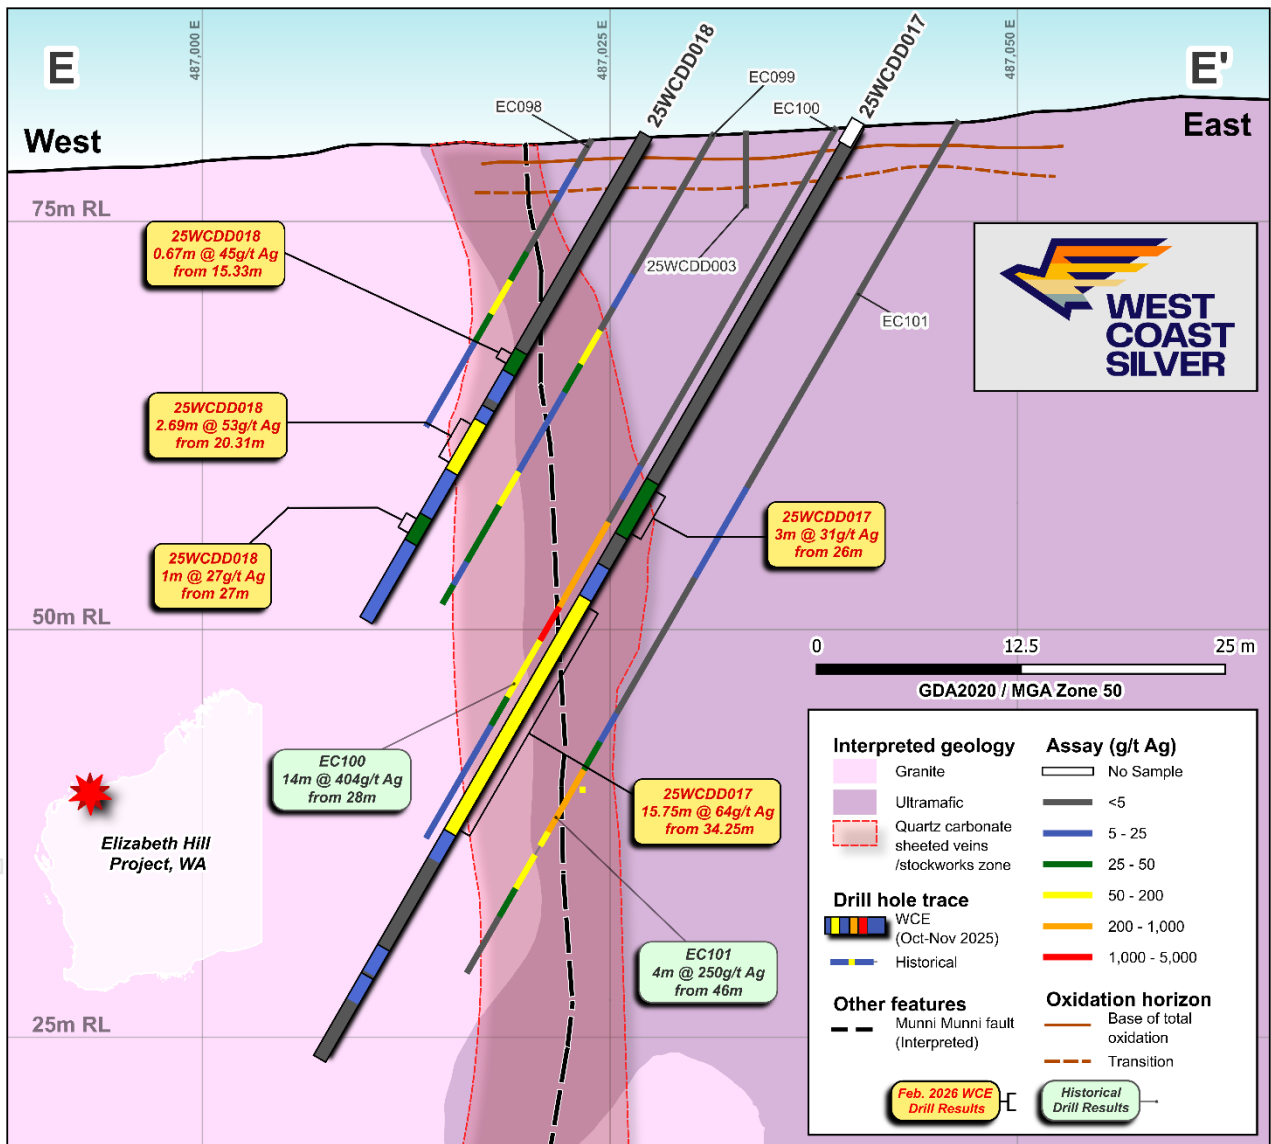 E
487,000 E
487,025 E
487,050 E
E'
25WCDD018
25WCDD017
EC098
EC099
EC100
West
East
75m RL
25WCDD003
EC101
25WCDD018
0.67m @ 45g/t Ag
from 15.33m
WEST
COAST
SILVER
25WCDD018
2.69m @ 53g/t Ag
from 20.31m
25WCDD018
1m @ 27g/t Ag
from 27m
25WCDD017
3m @ 31g/t Ag
from 26m
50m RL
0
12.5
25 m
GDA2020 / MGA Zone 50
EC100
14m @ 404g/t Ag
from 28m
25WCDD017
15.75m @ 64g/t Ag
from 34.25m
Elizabeth Hill
Project, WA
EC101
4m @ 250g/t Ag
from 46m
25m RL
Interpreted geology
Granite
Ultramafic
Quartz carbonate
sheeted veins
/stockworks zone
Drill hole trace
WCE
(Oct-Nov 2025)
Historical
Other features
Munni Munni fault
(Interpreted)
Assay (g/t Ag)
No Sample
<5
5 - 25
25 - 50
50 - 200
200 - 1,000
1,000 - 5,000
Oxidation horizon
Base of total
oxidation
Transition
Feb. 2026 WCE
Drill Results
Historical
Drill Results